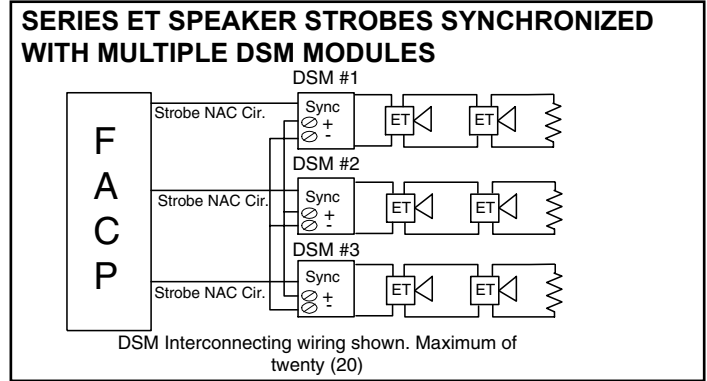 SERIES ET SPEAKER STROBES SYNCHRONIZED
WITH MULTIPLE DSM MODULES
DSM #1
Strobe NAC Cir.
Sync
+
-
ET
ET
F
A
C
P
DSM #2
Strobe NAC Cir.
Sync
+
-
ET
ET
DSM #3
Strobe NAC Cir.
Sync
+
-
ET
ET
DSM Interconnecting wiring shown. Maximum of
twenty (20)